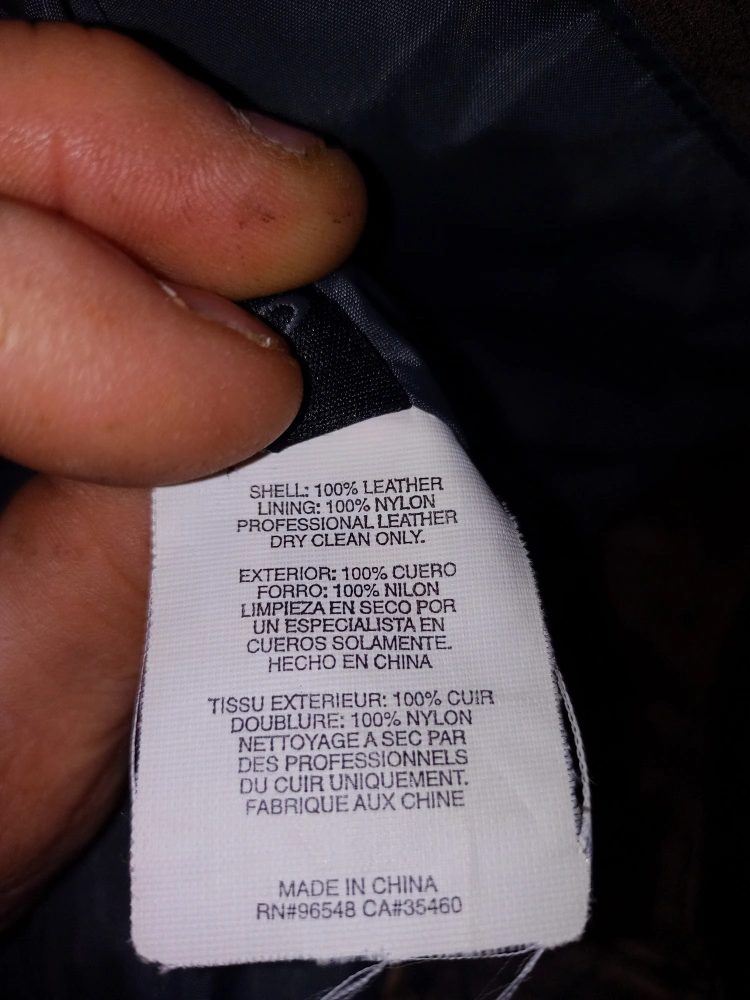 SHELL: 100% LEATHER
LINING: 100% NYLON
PROFESSIONAL LEATHER
DRY CLEAN ONLY.
EXTERIOR: 100% CUERO
FORRO: 100% NILON
LIMPIEZA EN SECO POR
UN ESPECIALISTA EN
CUEROS SOLAMENTE.
HECHO EN CHINA
TISSU EXTERIEUR: 100% CUIR
DOUBLURE: 100% NYLON
NETTOYAGE A SEC PAR
DES PROFESSIONNELS
DU CUIR UNIQUEMENT.
FABRIQUE AUX CHINE
MADE IN CHINA
RN#96548 CA#35460